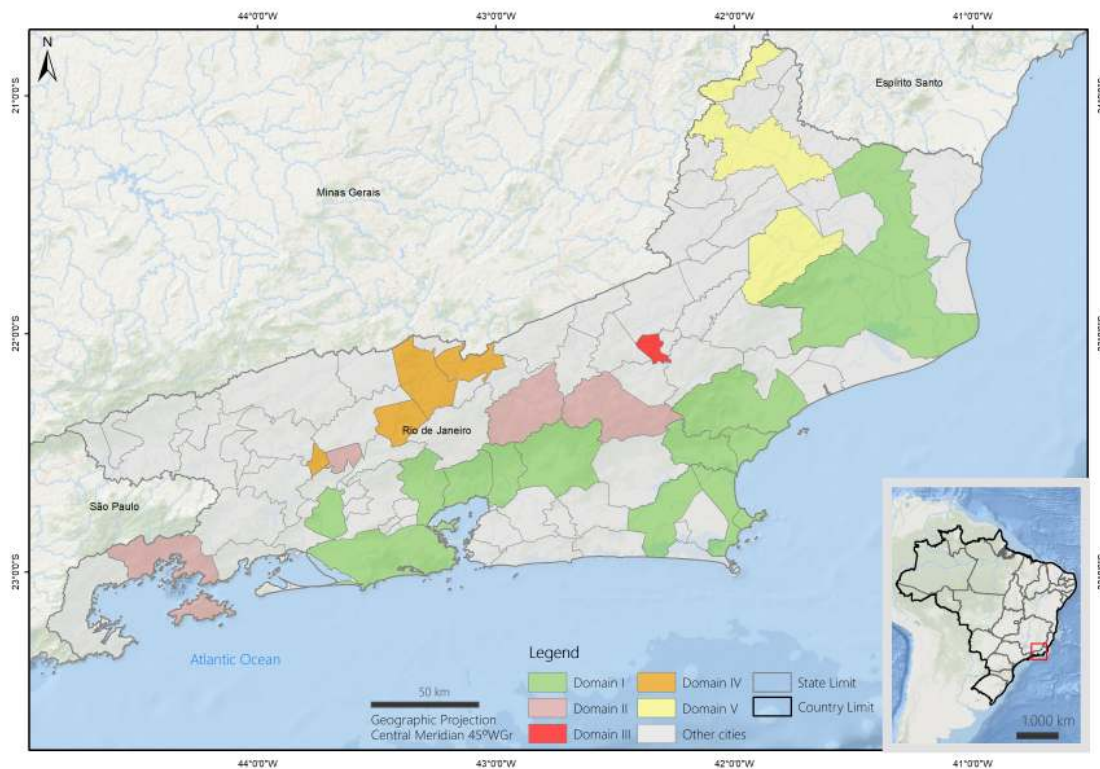 44°0'0"W 43°0'0"W 42°0'0"W 41°0'0"W
N
21°0'0"S
Espírito Santo
Minas Gerais
22°0'0"S
Rio de Janeiro
São Paulo
23°0'0"S
Atlantic Ocean
Legend
50 km
Geographic Projection
Central Meridian 45ºWGr
Domain I
Domain II
Domain III
Domain IV
Domain V
Other cities
State Limit
Country Limit
1.000 km
44°0'0"W 43°0'0"W 42°0'0"W 41°0'0"W